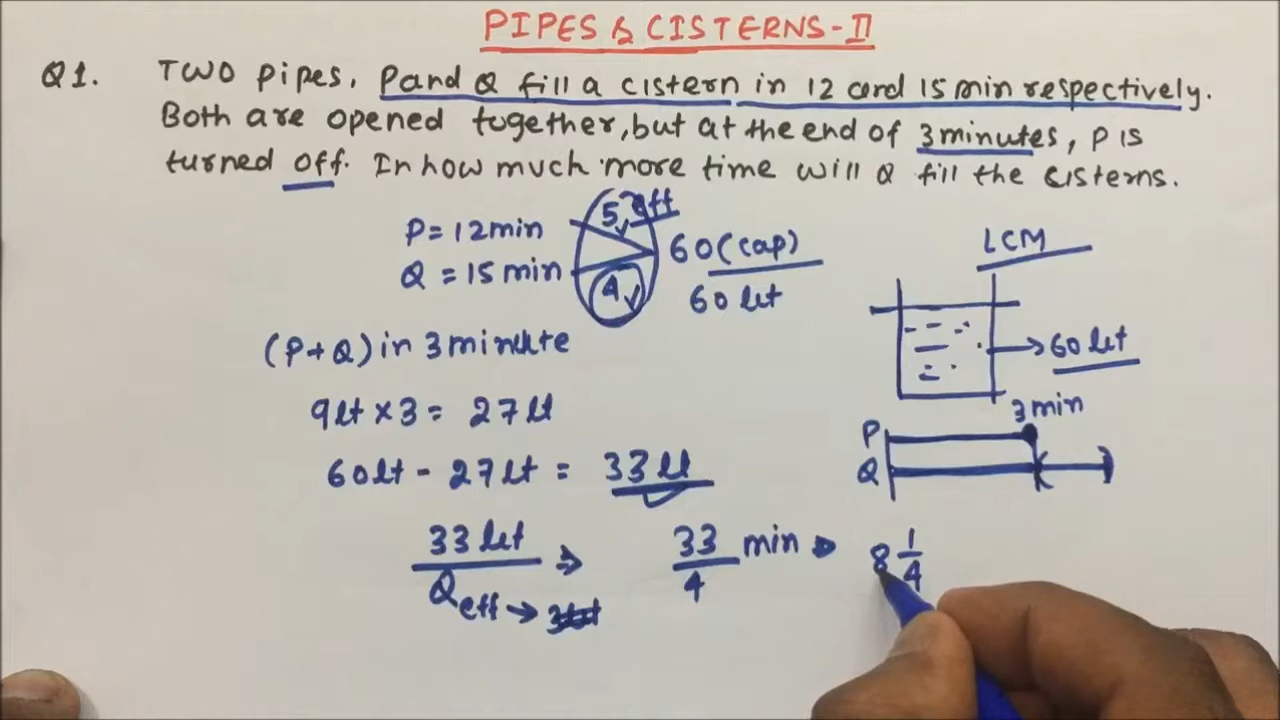 PIPES & CISTERNS-II
Q1. TWO pipes, P and Q fill a cistern in 12 and 15 min respectively.
Both are opened together, but at the end of 3 minutes, P is
turned off. In how much more time will Q fill the cisterns.
P = 12 min
Q = 15 min
5 eff
4
60 (cap)
60 let
LCM
60 let
(P+Q) in 3 minute
9 lt × 3 = 27 lt
60 lt - 27 lt = 33 lt
3 min
P
Q
33 let
Q eff →
33/4 min
8 1/4